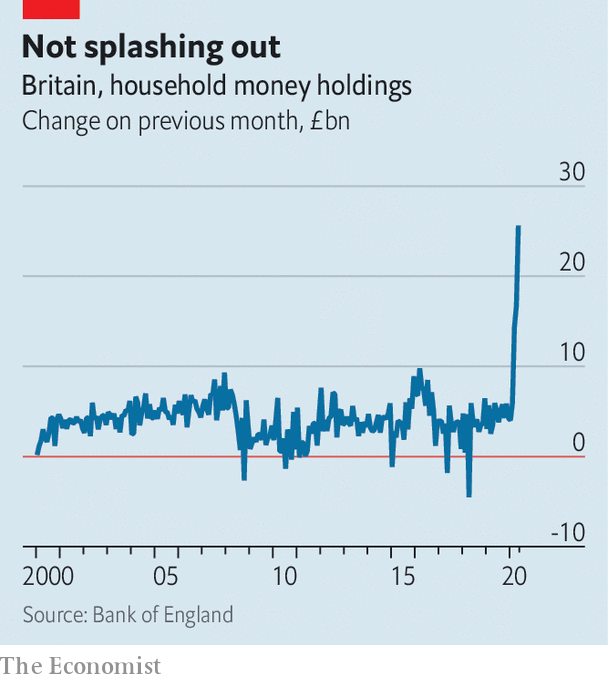 Not splashing out
Britain, household money holdings
Change on previous month, £bn
30
20
10
0
-10
2000 05 10 15 20
Source: Bank of England
The Economist